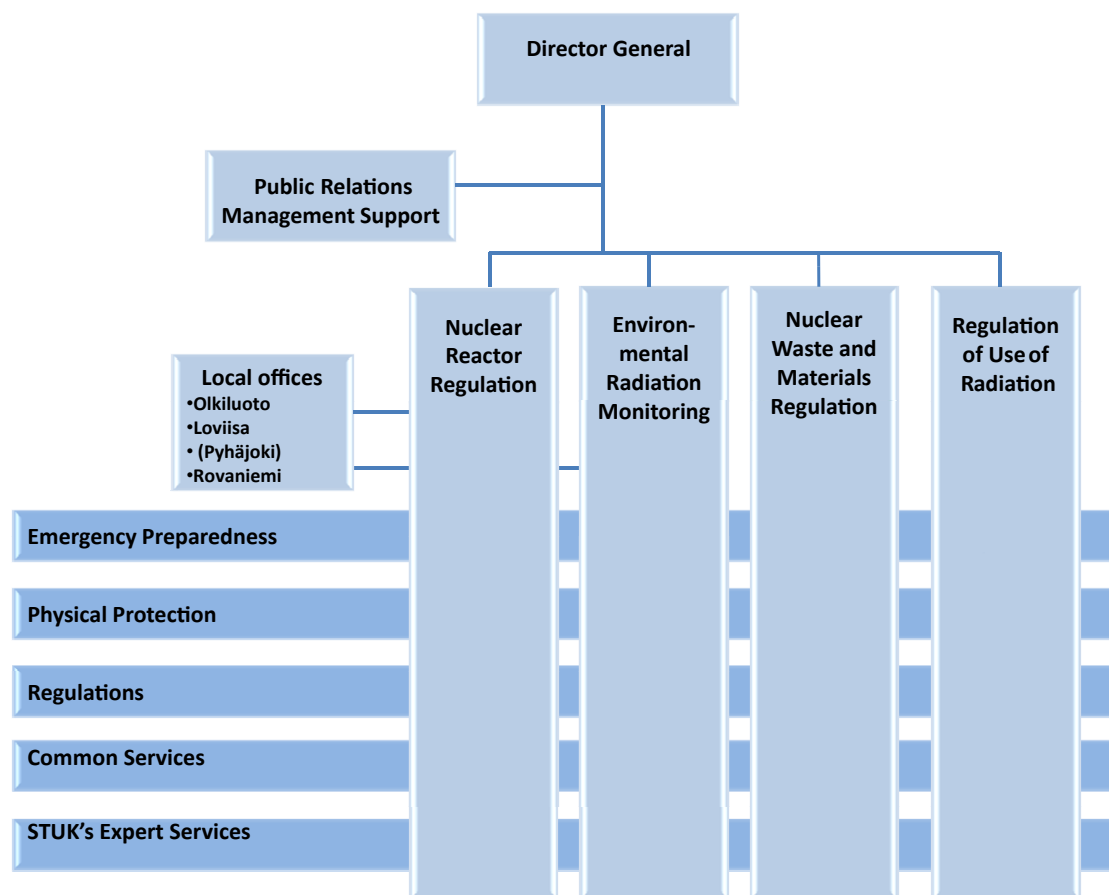 Director General
Public Relations
Management Support
Nuclear
Reactor
Regulation
Environ-
mental
Radiation
Monitoring
Nuclear
Waste and
Materials
Regulation
Regulation
of Use of
Radiation
Local offices
•Olkiluoto
•Loviisa
• (Pyhäjoki)
•Rovaniemi
Emergency Preparedness
Physical Protection
Regulations
Common Services
STUK’s Expert Services